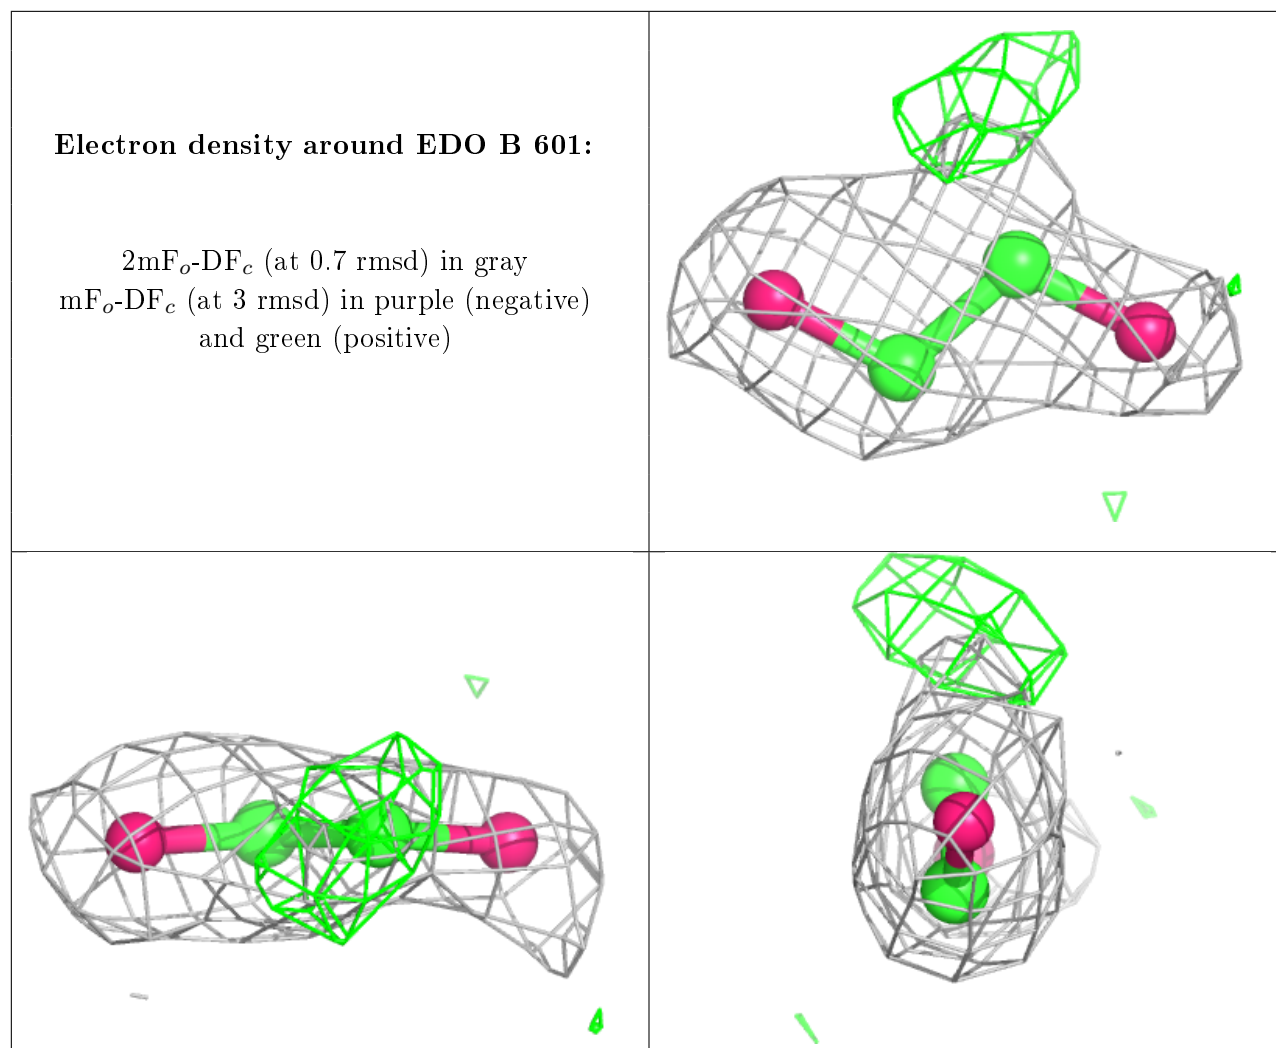 Electron density around EDO B 601:
2mFₒ-DF𝒸 (at 0.7 rmsd) in gray
mFₒ-DF𝒸 (at 3 rmsd) in purple (negative)
and green (positive)